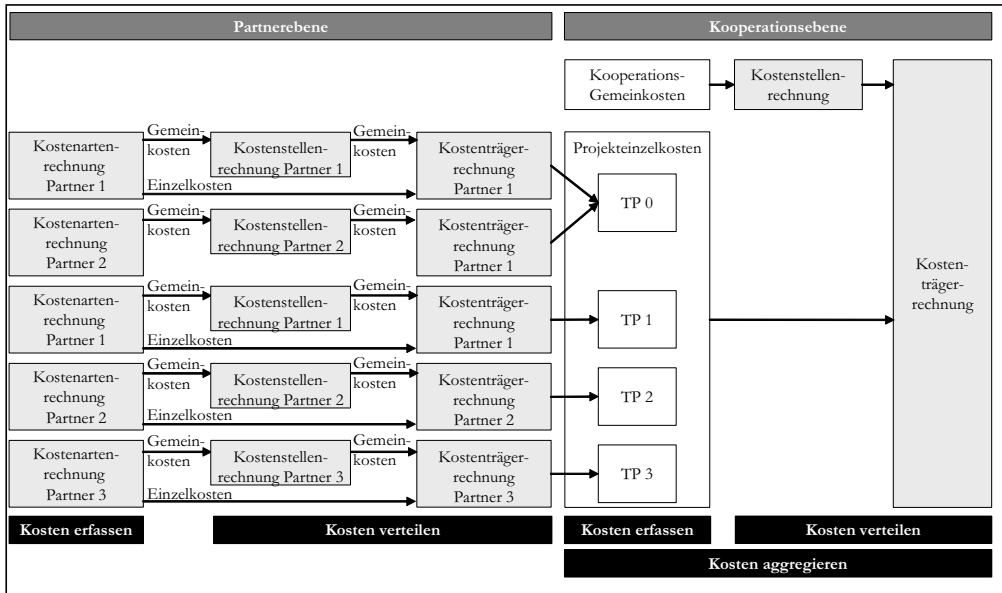 Partnerebene
Kooperationsebene
Kooperations-
Gemeinkosten
Kostenstellen-
rechnung
Kostenarten-
rechnung
Partner 1
Gemein-
kosten
Einzelkosten
Kostenstellen-
rechnung Partner 1
Gemein-
kosten
Kostenträger-
rechnung
Partner 1
Projekteinzelkosten
TP 0
Kostenarten-
rechnung
Partner 2
Gemein-
kosten
Kostenstellen-
rechnung Partner 2
Gemein-
kosten
Kostenträger-
rechnung
Partner 1
Kosten-
träger-
rechnung
Kostenarten-
rechnung
Partner 1
Gemein-
kosten
Einzelkosten
Kostenstellen-
rechnung Partner 1
Gemein-
kosten
Kostenträger-
rechnung
Partner 1
TP 1
Kostenarten-
rechnung
Partner 2
Gemein-
kosten
Einzelkosten
Kostenstellen-
rechnung Partner 2
Gemein-
kosten
Kostenträger-
rechnung
Partner 2
TP 2
Kostenarten-
rechnung
Partner 3
Gemein-
kosten
Einzelkosten
Kostenstellen-
rechnung Partner 3
Gemein-
kosten
Kostenträger-
rechnung
Partner 3
TP 3
Kosten erfassen
Kosten verteilen
Kosten erfassen
Kosten verteilen
Kosten aggregieren